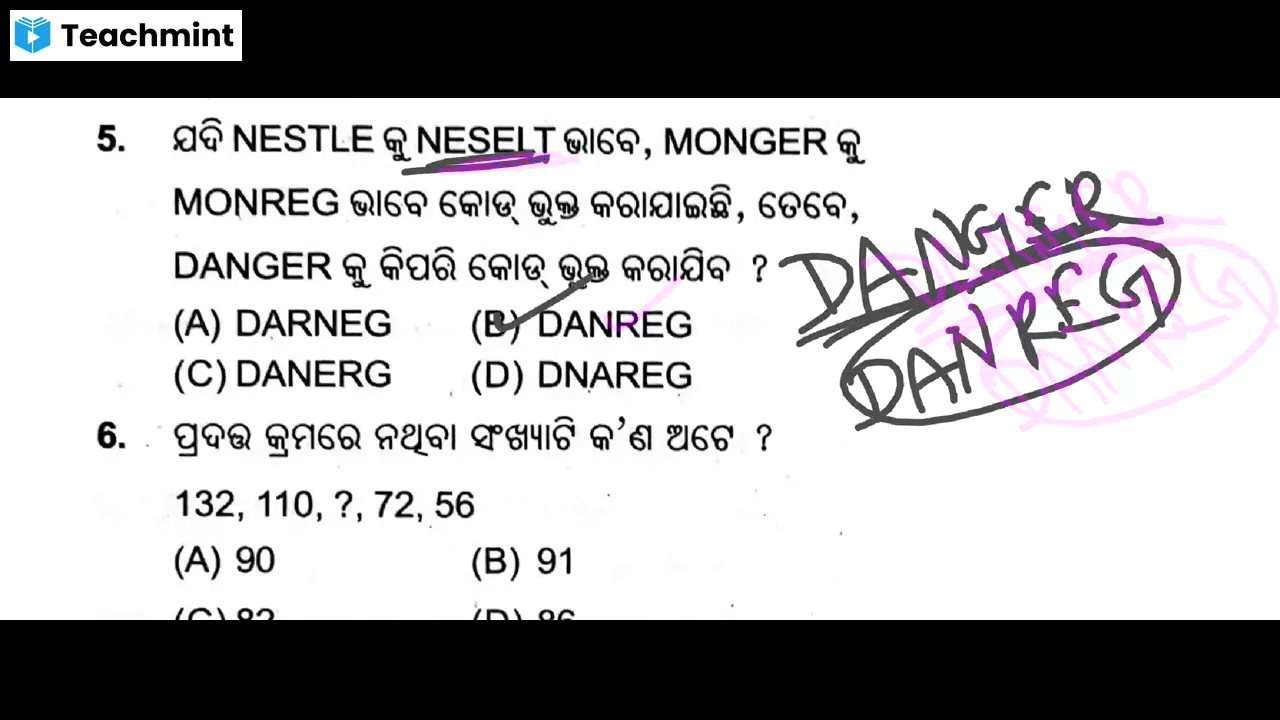 Teachmint
5. ଯଦି NESTLE କୁ NESELT ଭାବେ, MONGER କୁ
MONREG ଭାବେ କୋଡ୍ ଭୁକ୍ତ କରାଯାଇଛି, ତେବେ,
DANGER କୁ କିପରି କୋଡ୍ ଭୁକ୍ତ କରାଯିବ ?
(A) DARNEG (B) DANREG
(C) DANERG (D) DNAREG
DANGER
DANREG
6. ପ୍ରଦତ୍ତ କ୍ରମରେ ନଥିବା ସଂଖ୍ୟାଟି କ'ଣ ଅଟେ ?
132, 110, ?, 72, 56
(A) 90 (B) 91